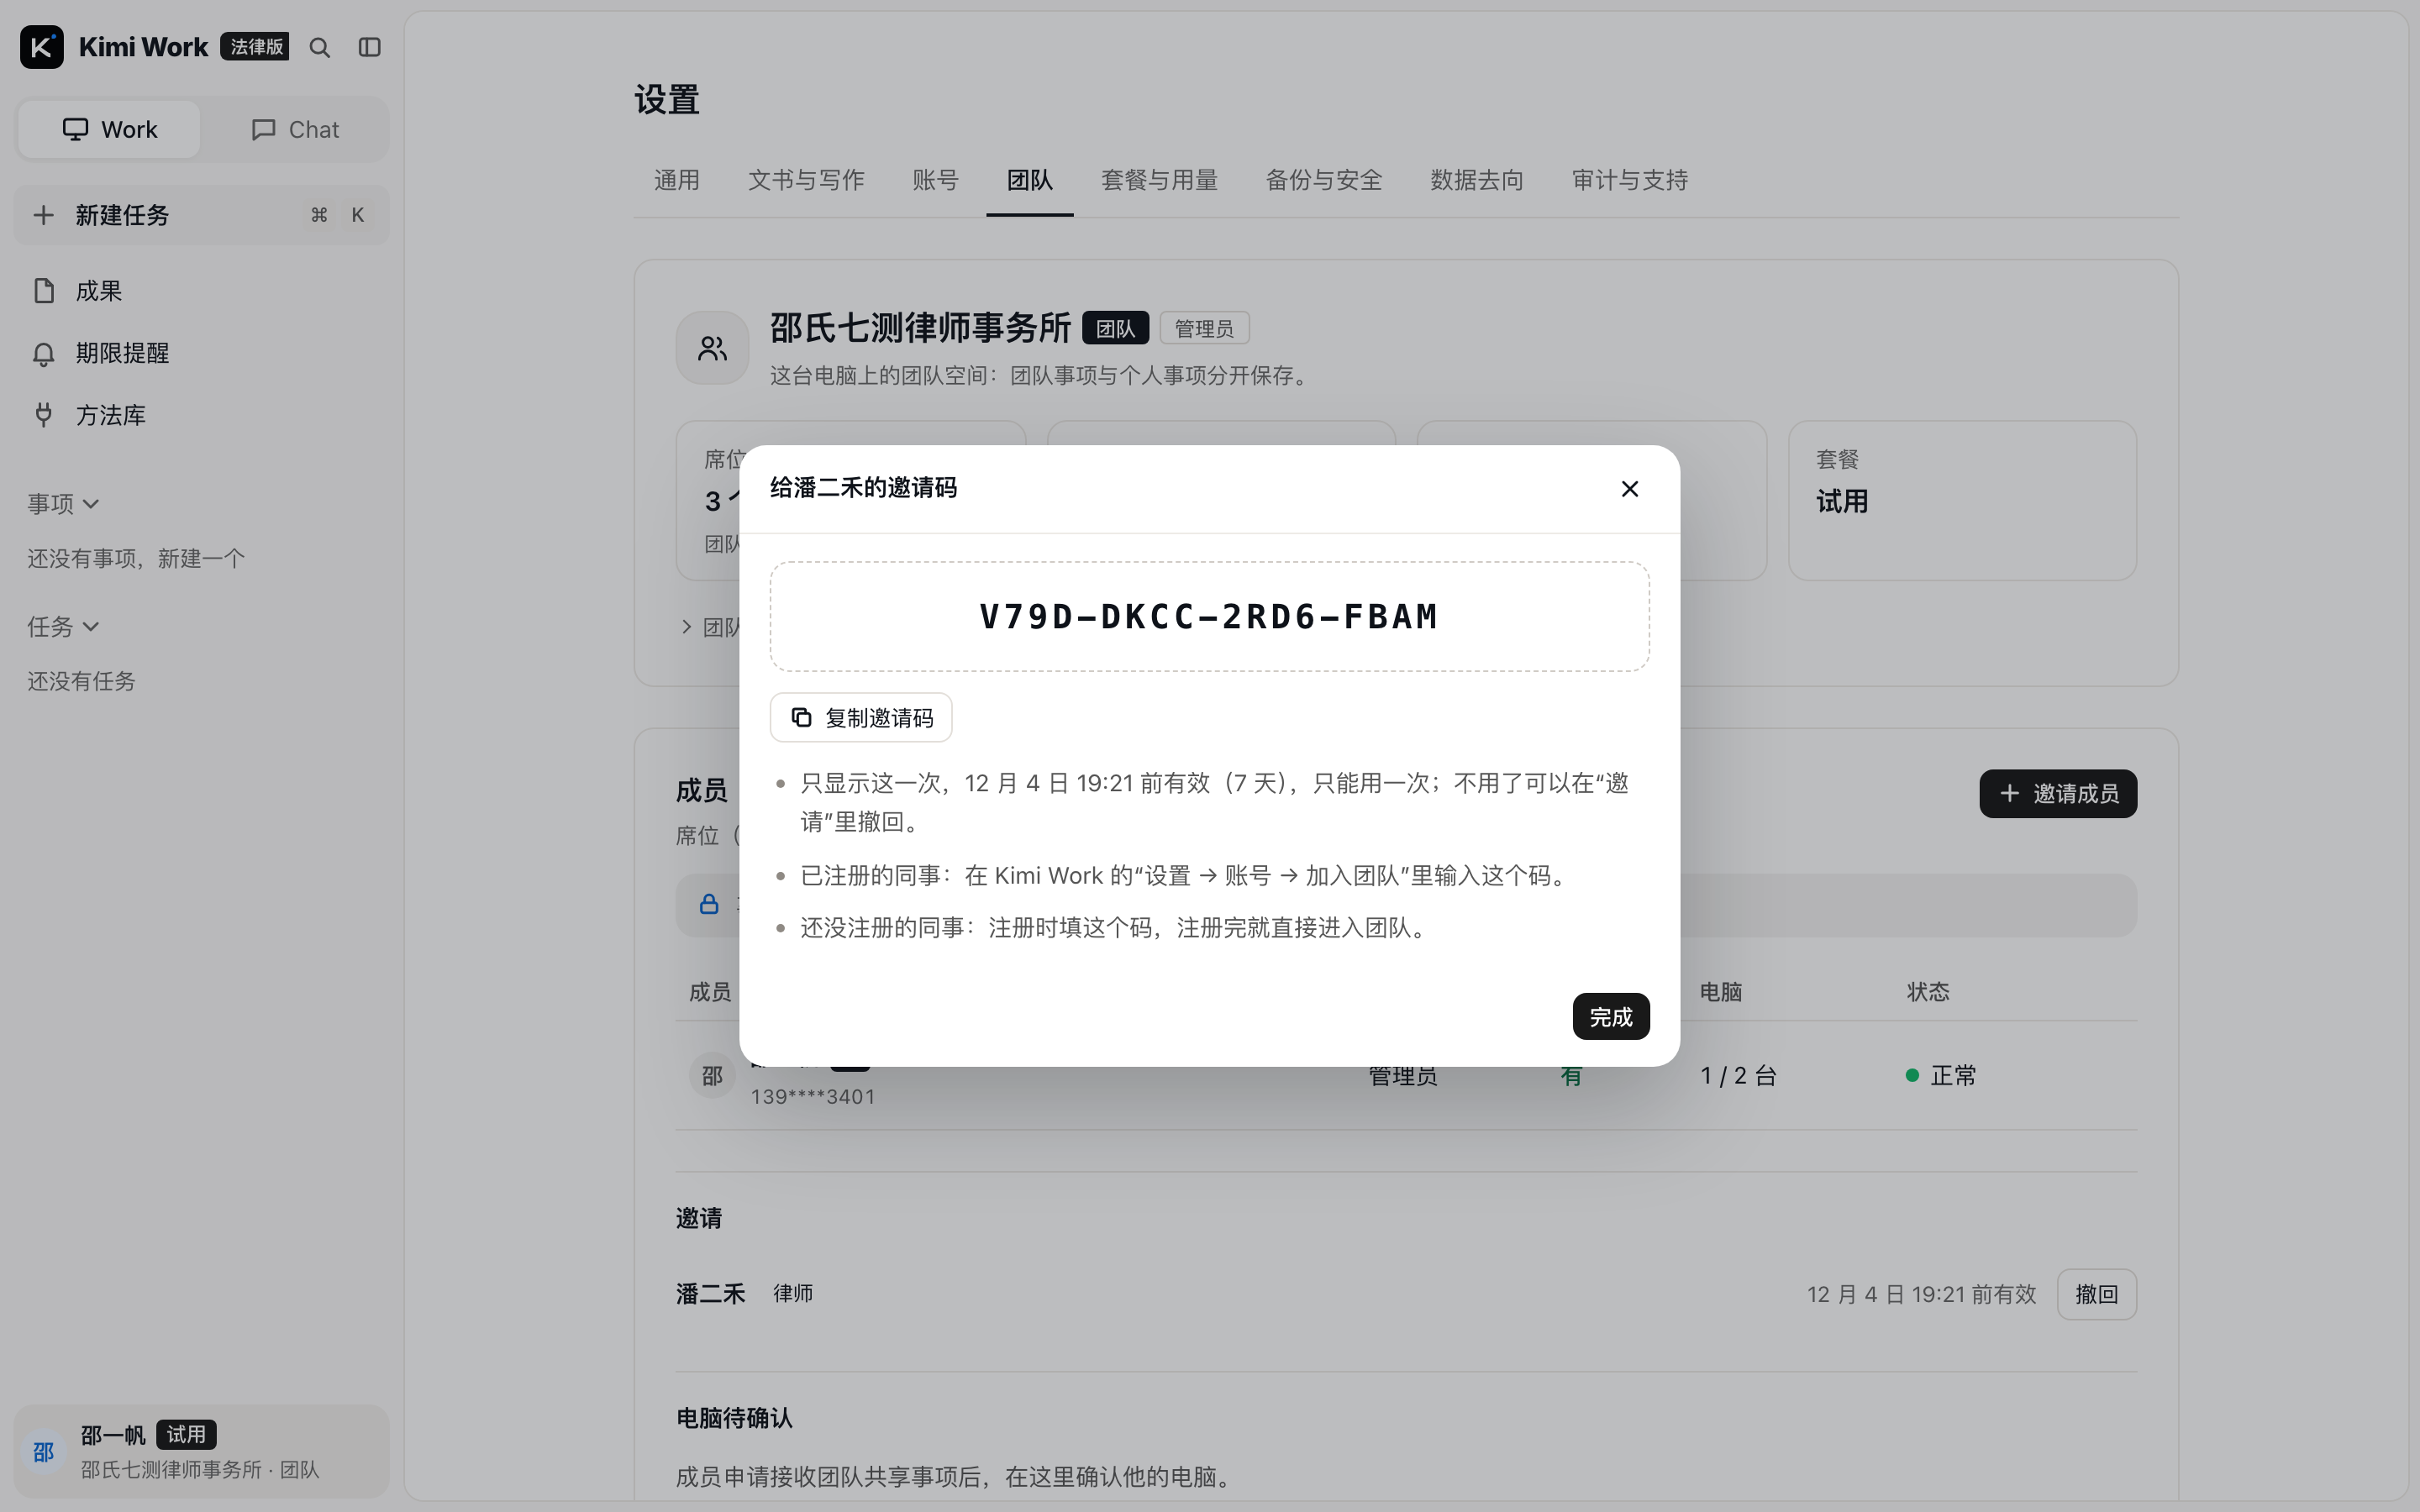 Kimi Work 法律版
Work
Chat
新建任务 ⌘ K
成果
期限提醒
方法库
事项
还没有事项，新建一个
任务
还没有任务
邵 邵一帆 试用
邵氏七测律师事务所 · 团队
设置
通用 文书与写作 账号 团队 套餐与用量 备份与安全 数据去向 审计与支持
邵氏七测律师事务所 团队 管理员
这台电脑上的团队空间：团队事项与个人事项分开保存。
席位
3
团队
套餐
试用
团队
给潘二禾的邀请码
V79D-DKCC-2RD6-FBAM
复制邀请码
只显示这一次，12 月 4 日 19:21 前有效（7 天），只能用一次；不用了可以在“邀
请”里撤回。
已注册的同事：在 Kimi Work 的“设置 → 账号 → 加入团队”里输入这个码。
还没注册的同事：注册时填这个码，注册完就直接进入团队。
完成
成员
席位（
邀请成员
成员 电脑 状态
邵 管理员 有 1 / 2 台 正常
139****3401
邀请
潘二禾 律师 12 月 4 日 19:21 前有效 撤回
电脑待确认
成员申请接收团队共享事项后，在这里确认他的电脑。